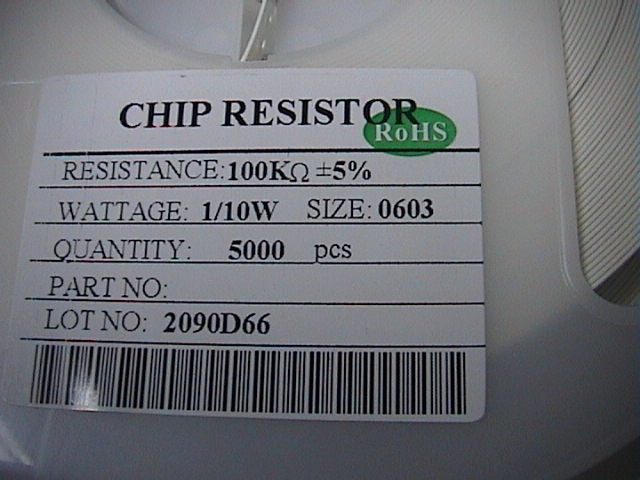 CHIP RESISTOR
RoHS
RESISTANCE: 100KΩ ±5%
WATTAGE: 1/10W SIZE: 0603
QUANTITY: 5000 pcs
PART NO:
LOT NO: 2090D66